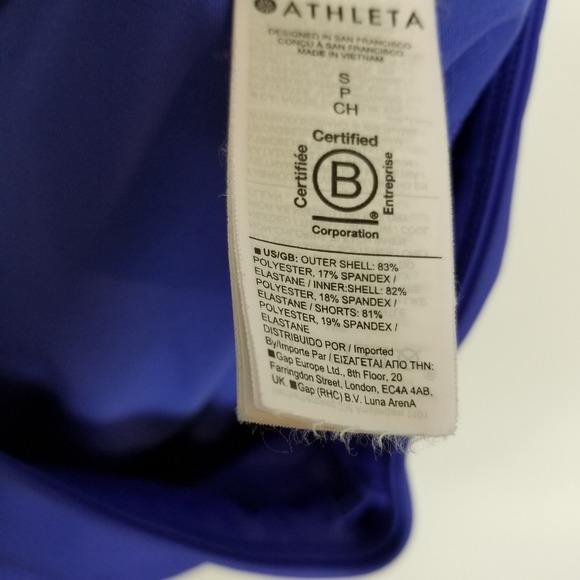 ATHLETA
DESIGNED IN SAN FRANCISCO
CONÇU À SAN FRANCISCO
MADE IN VIETNAM
S
P
CH
Certified
Certifiée
B
®
Entreprise
Corporation
■ US/GB: OUTER SHELL: 83%
POLYESTER, 17% SPANDEX /
ELASTANE / INNER:SHELL: 82%
POLYESTER, 18% SPANDEX /
ELASTANE / SHORTS: 81%
POLYESTER, 19% SPANDEX /
ELASTANE
DISTRIBUIDO POR / Imported
By/Importe Par / ΕΙΣΑΓΕΤΑΙ ΑΠΟ ΤΗΝ:
■Gap Europe Ltd., 8th Floor, 20
Farringdon Street, London, EC4A 4AB,
UK. ■Gap (RHC) B.V. Luna ArenA